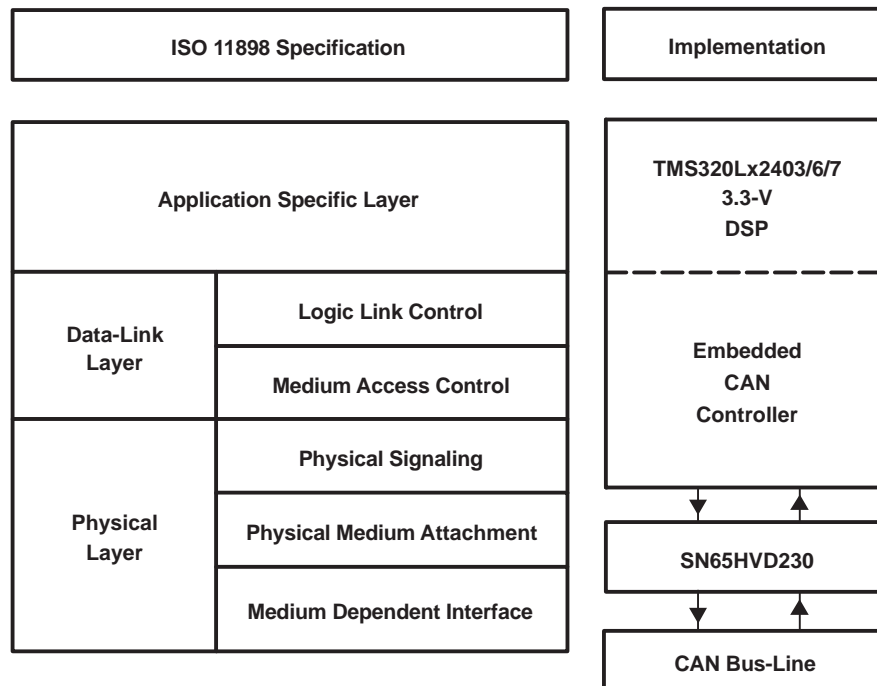 ISO 11898 Specification
Implementation
Application Specific Layer
TMS320Lx2403/6/7
3.3-V
DSP
Data-Link
Layer
Logic Link Control
Medium Access Control
Embedded
CAN
Controller
Physical
Layer
Physical Signaling
Physical Medium Attachment
Medium Dependent Interface
SN65HVD230
CAN Bus-Line